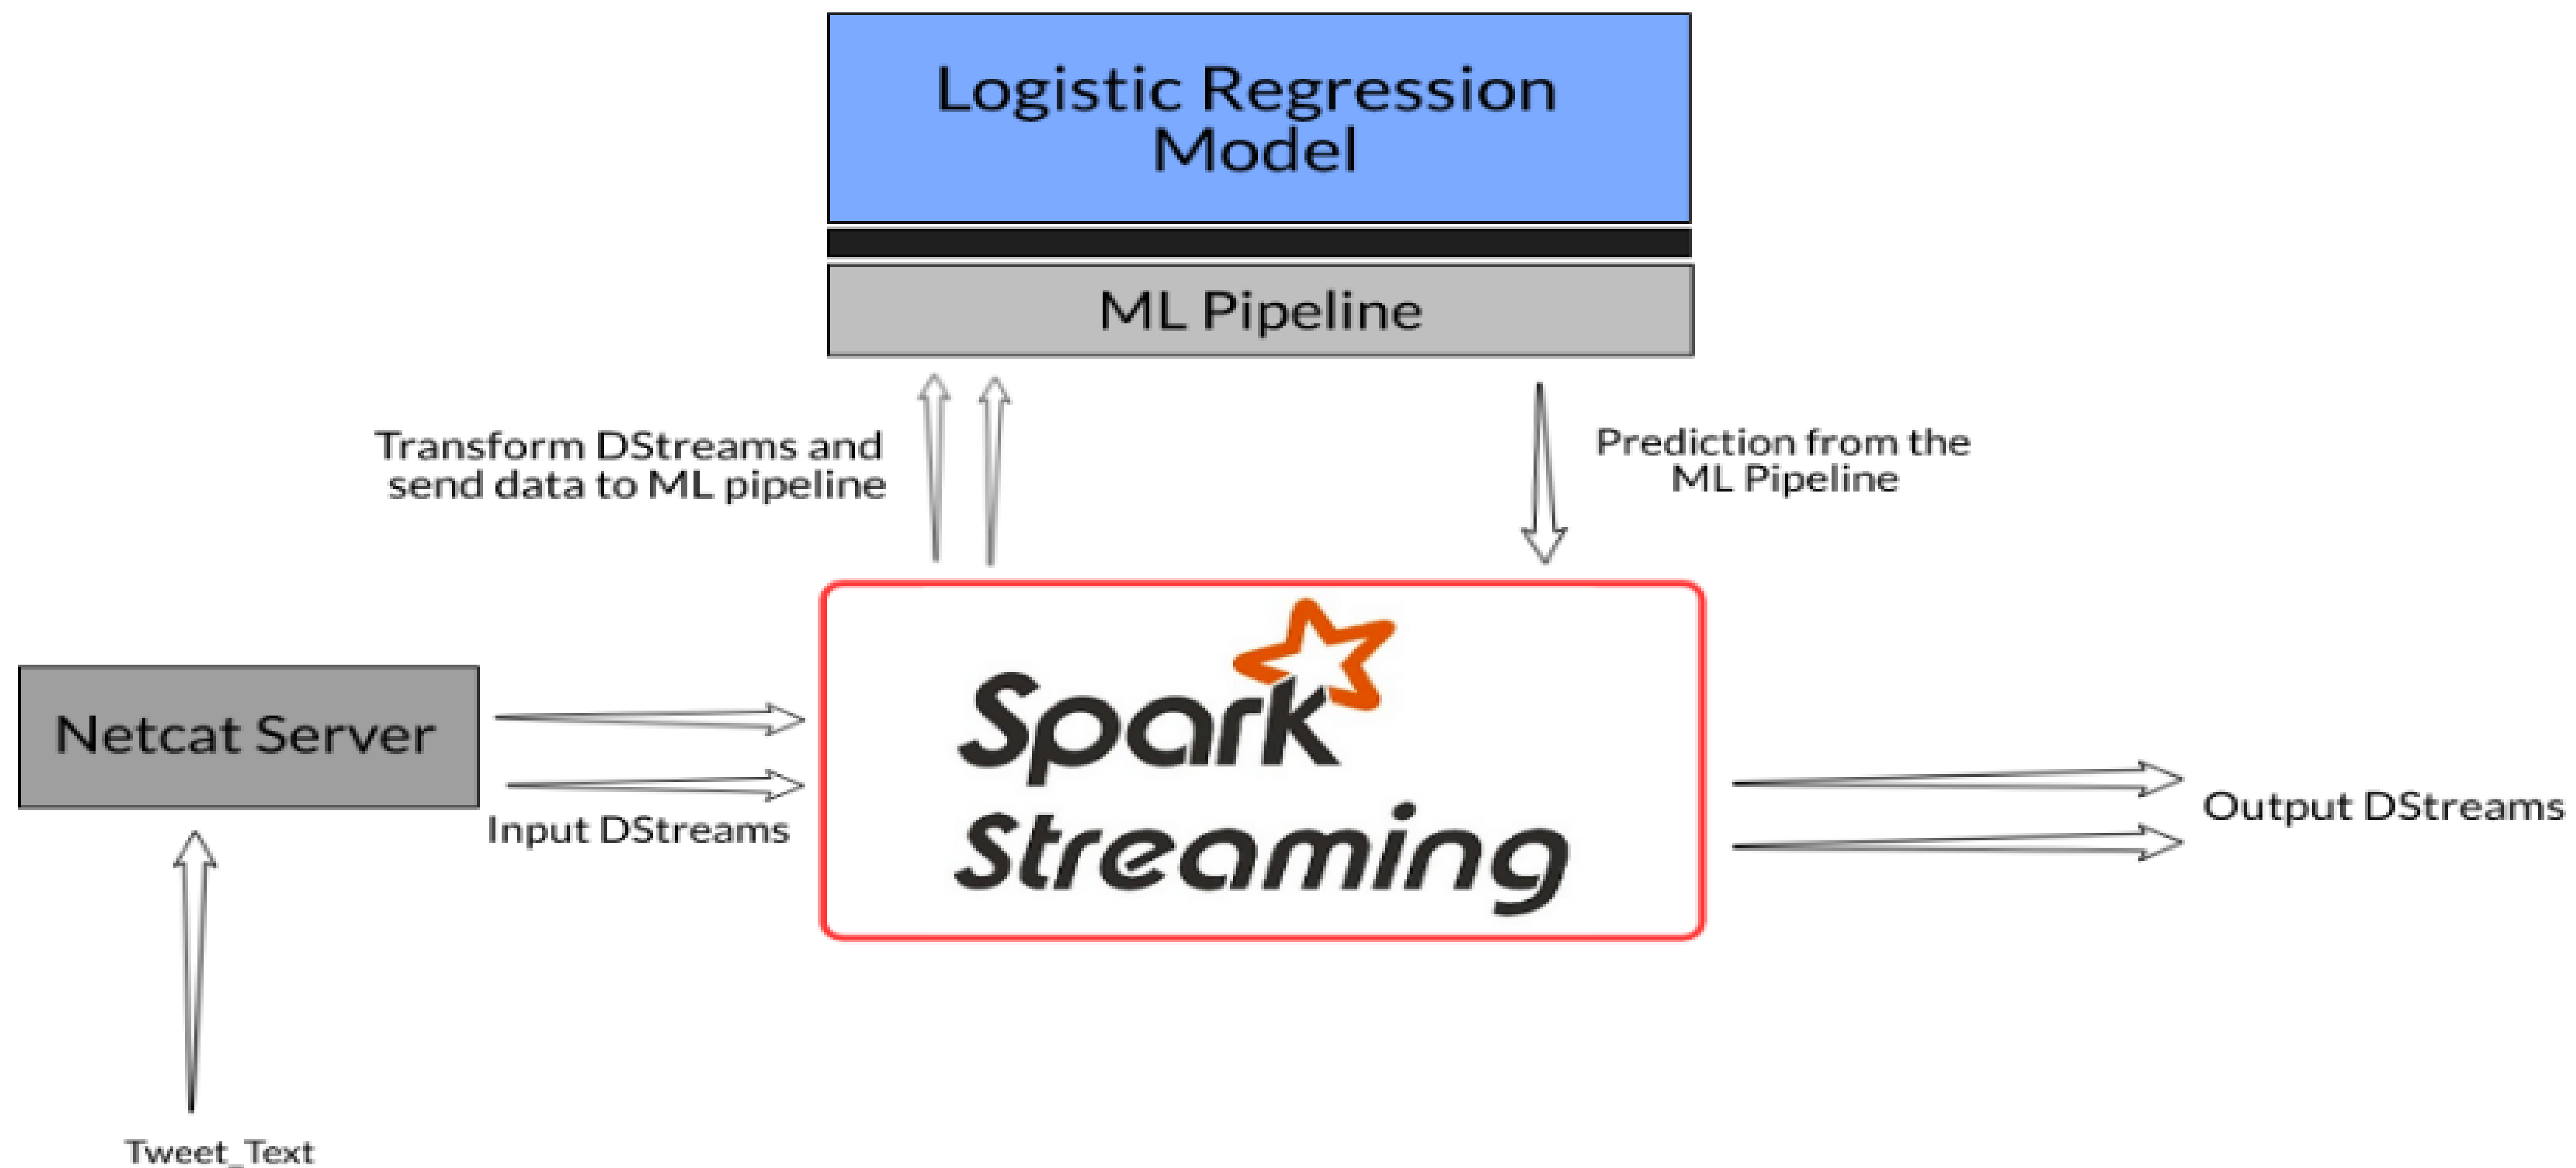 Logistic Regression
Model
ML Pipeline
Transform DStreams and
send data to ML pipeline
Prediction from the
ML Pipeline
Netcat Server
Input DStreams
Spark
Streaming
Output DStreams
Tweet_Text